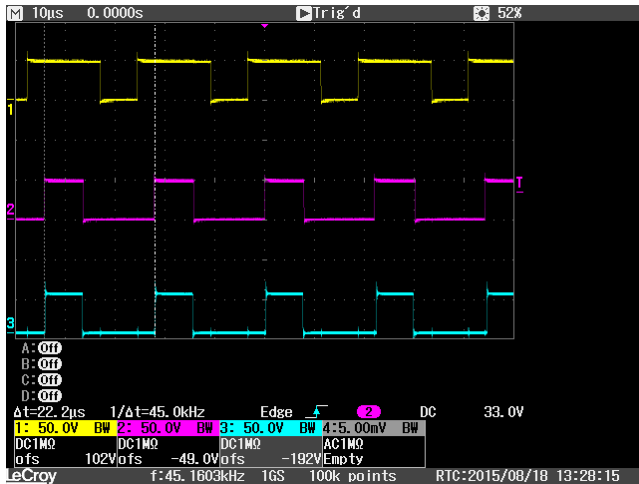 M 10µs 0.0000s Trig'd 52%
1
T
2
3
A:Off
B:Off
C:Off
D:Off
Δt=22.2µs 1/Δt=45.0kHz Edge 2 DC 33.0V
1: 50.0V BW 2: 50.0V BW 3: 50.0V BW 4:5.00mV BW
DC1MΩ DC1MΩ DC1MΩ AC1MΩ
ofs 102V ofs -49.0V ofs -192V Empty
LeCroy f:45.1603kHz 1GS 100k points RTC:2015/08/18 13:28:15